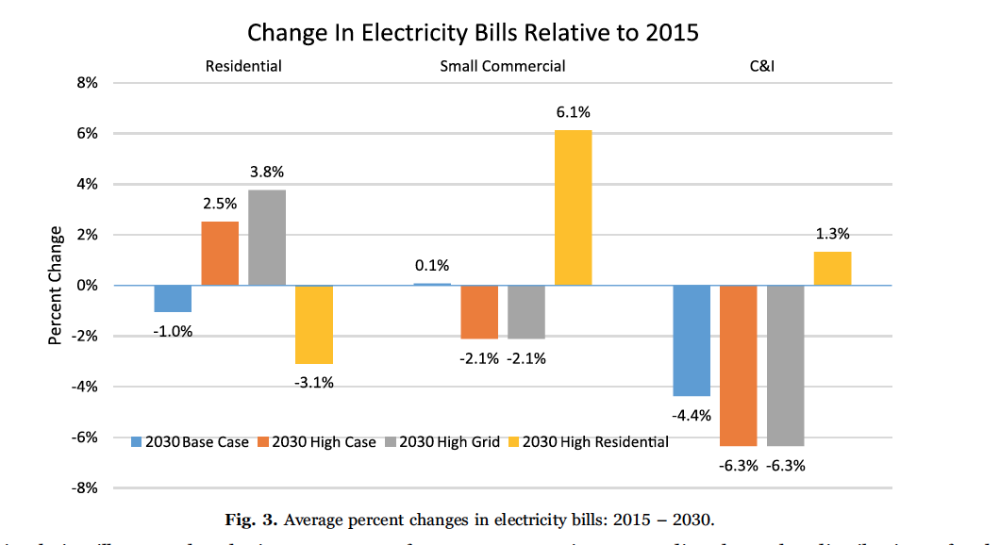 Change In Electricity Bills Relative to 2015
Residential
Small Commercial
C&I
8%
6%
4%
2%
0%
-2%
-4%
-6%
-8%
Percent Change
-1.0%
2.5%
3.8%
-3.1%
0.1%
-2.1%
-2.1%
6.1%
-4.4%
-6.3%
-6.3%
1.3%
2030 Base Case
2030 High Case
2030 High Grid
2030 High Residential
Fig. 3. Average percent changes in electricity bills: 2015 – 2030.